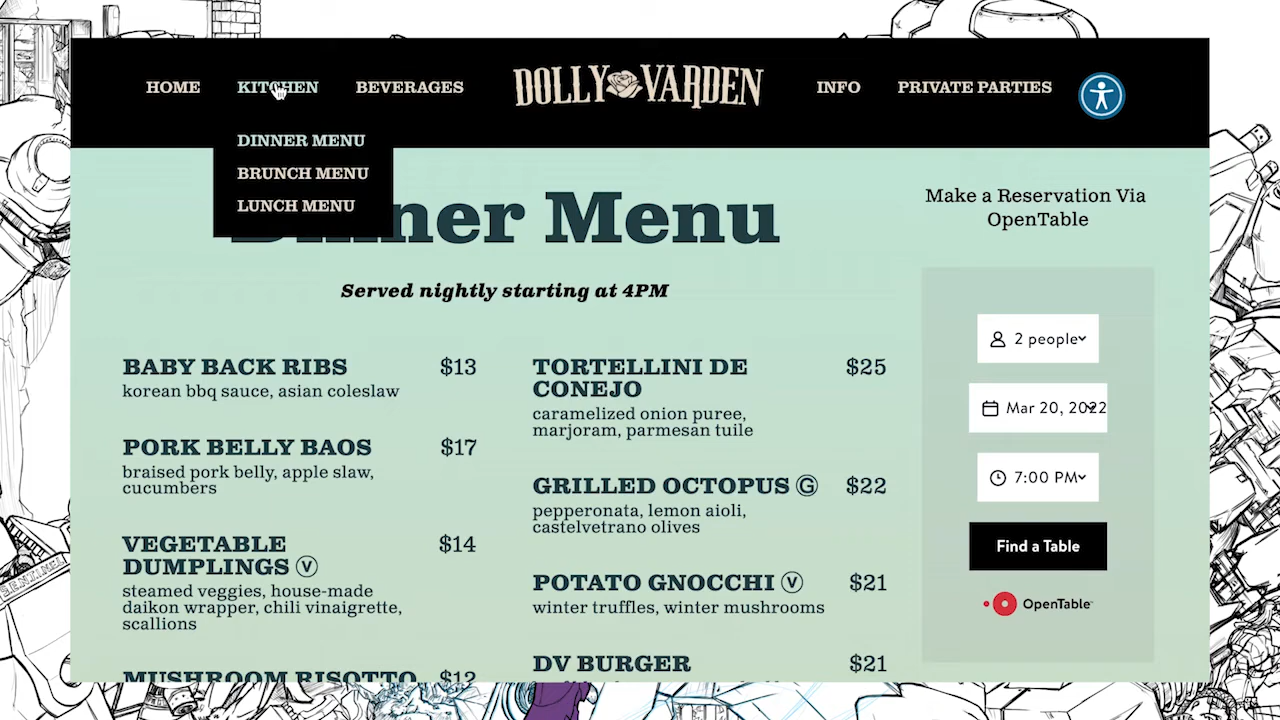 HOME
KITCHEN
BEVERAGES
DOLLY VARDEN
INFO
PRIVATE PARTIES
DINNER MENU
BRUNCH MENU
LUNCH MENU
Dinner Menu
Served nightly starting at 4PM
BABY BACK RIBS $13
korean bbq sauce, asian coleslaw
PORK BELLY BAOS $17
braised pork belly, apple slaw,
cucumbers
VEGETABLE $14
DUMPLINGS Ⓥ
steamed veggies, house-made
daikon wrapper, chili vinaigrette,
scallions
MUSHROOM RISOTTO $12
TORTELLINI DE $25
CONEJO
caramelized onion puree,
marjoram, parmesan tuile
GRILLED OCTOPUS Ⓖ $22
pepperonata, lemon aioli,
castelvetrano olives
POTATO GNOCCHI Ⓥ $21
winter truffles, winter mushrooms
DV BURGER $21
Make a Reservation Via
OpenTable
2 people
Mar 20, 2022
7:00 PM
Find a Table
OpenTable